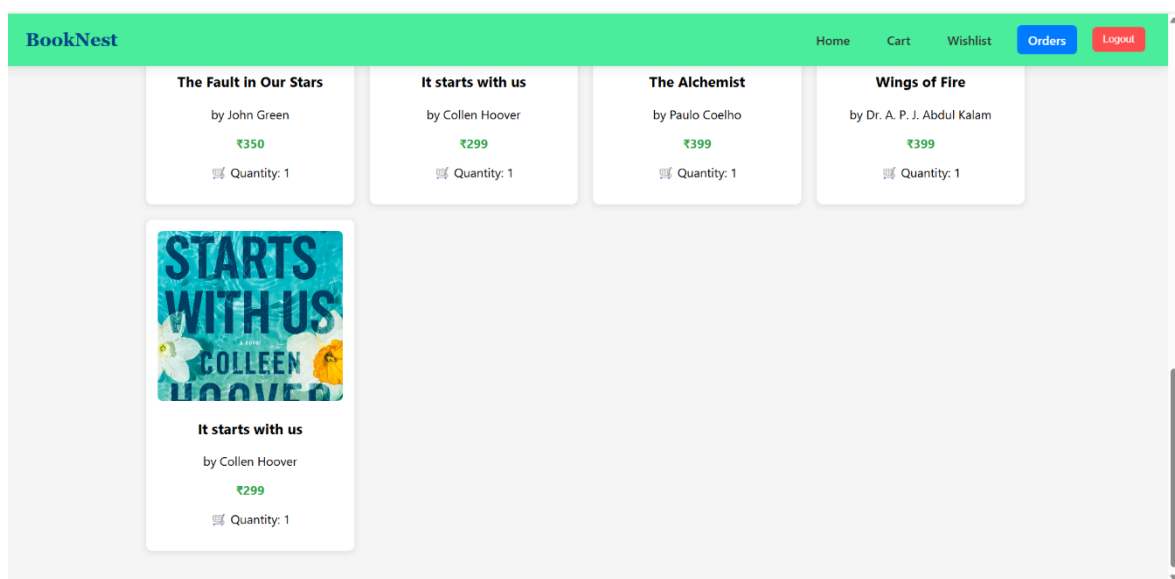 BookNest
Home Cart Wishlist Orders Logout
The Fault in Our Stars
by John Green
₹350
Quantity: 1
It starts with us
by Collen Hoover
₹299
Quantity: 1
The Alchemist
by Paulo Coelho
₹399
Quantity: 1
Wings of Fire
by Dr. A. P. J. Abdul Kalam
₹399
Quantity: 1
STARTS
WITH US
A NOVEL
COLLEEN
HOOVER
It starts with us
by Collen Hoover
₹299
Quantity: 1